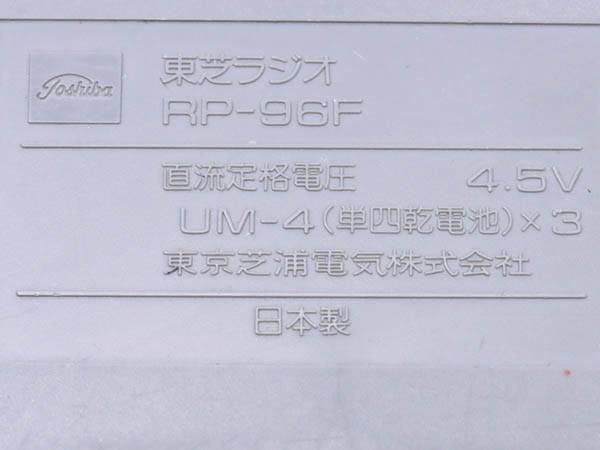 Toshiba
東芝ラジオ
RP-96F
直流定格電圧 4.5V
UM-4(単四乾電池)×3
東京芝浦電気株式会社
日本製